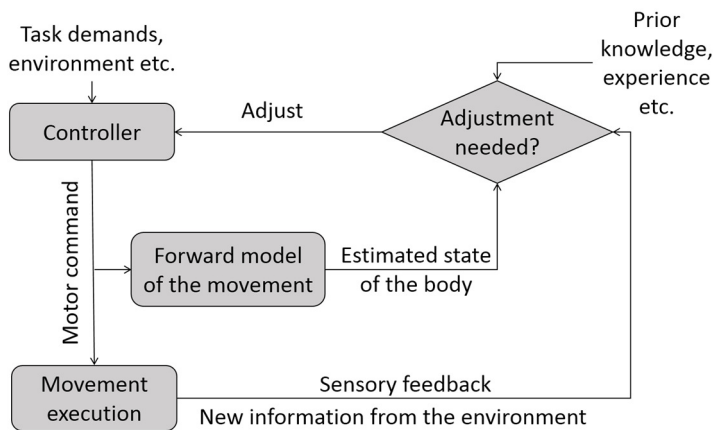 Task demands,
environment etc.
Prior
knowledge,
experience
etc.
Controller
Adjust
Adjustment
needed?
Motor command
Forward model
of the movement
Estimated state
of the body
Movement
execution
Sensory feedback
New information from the environment